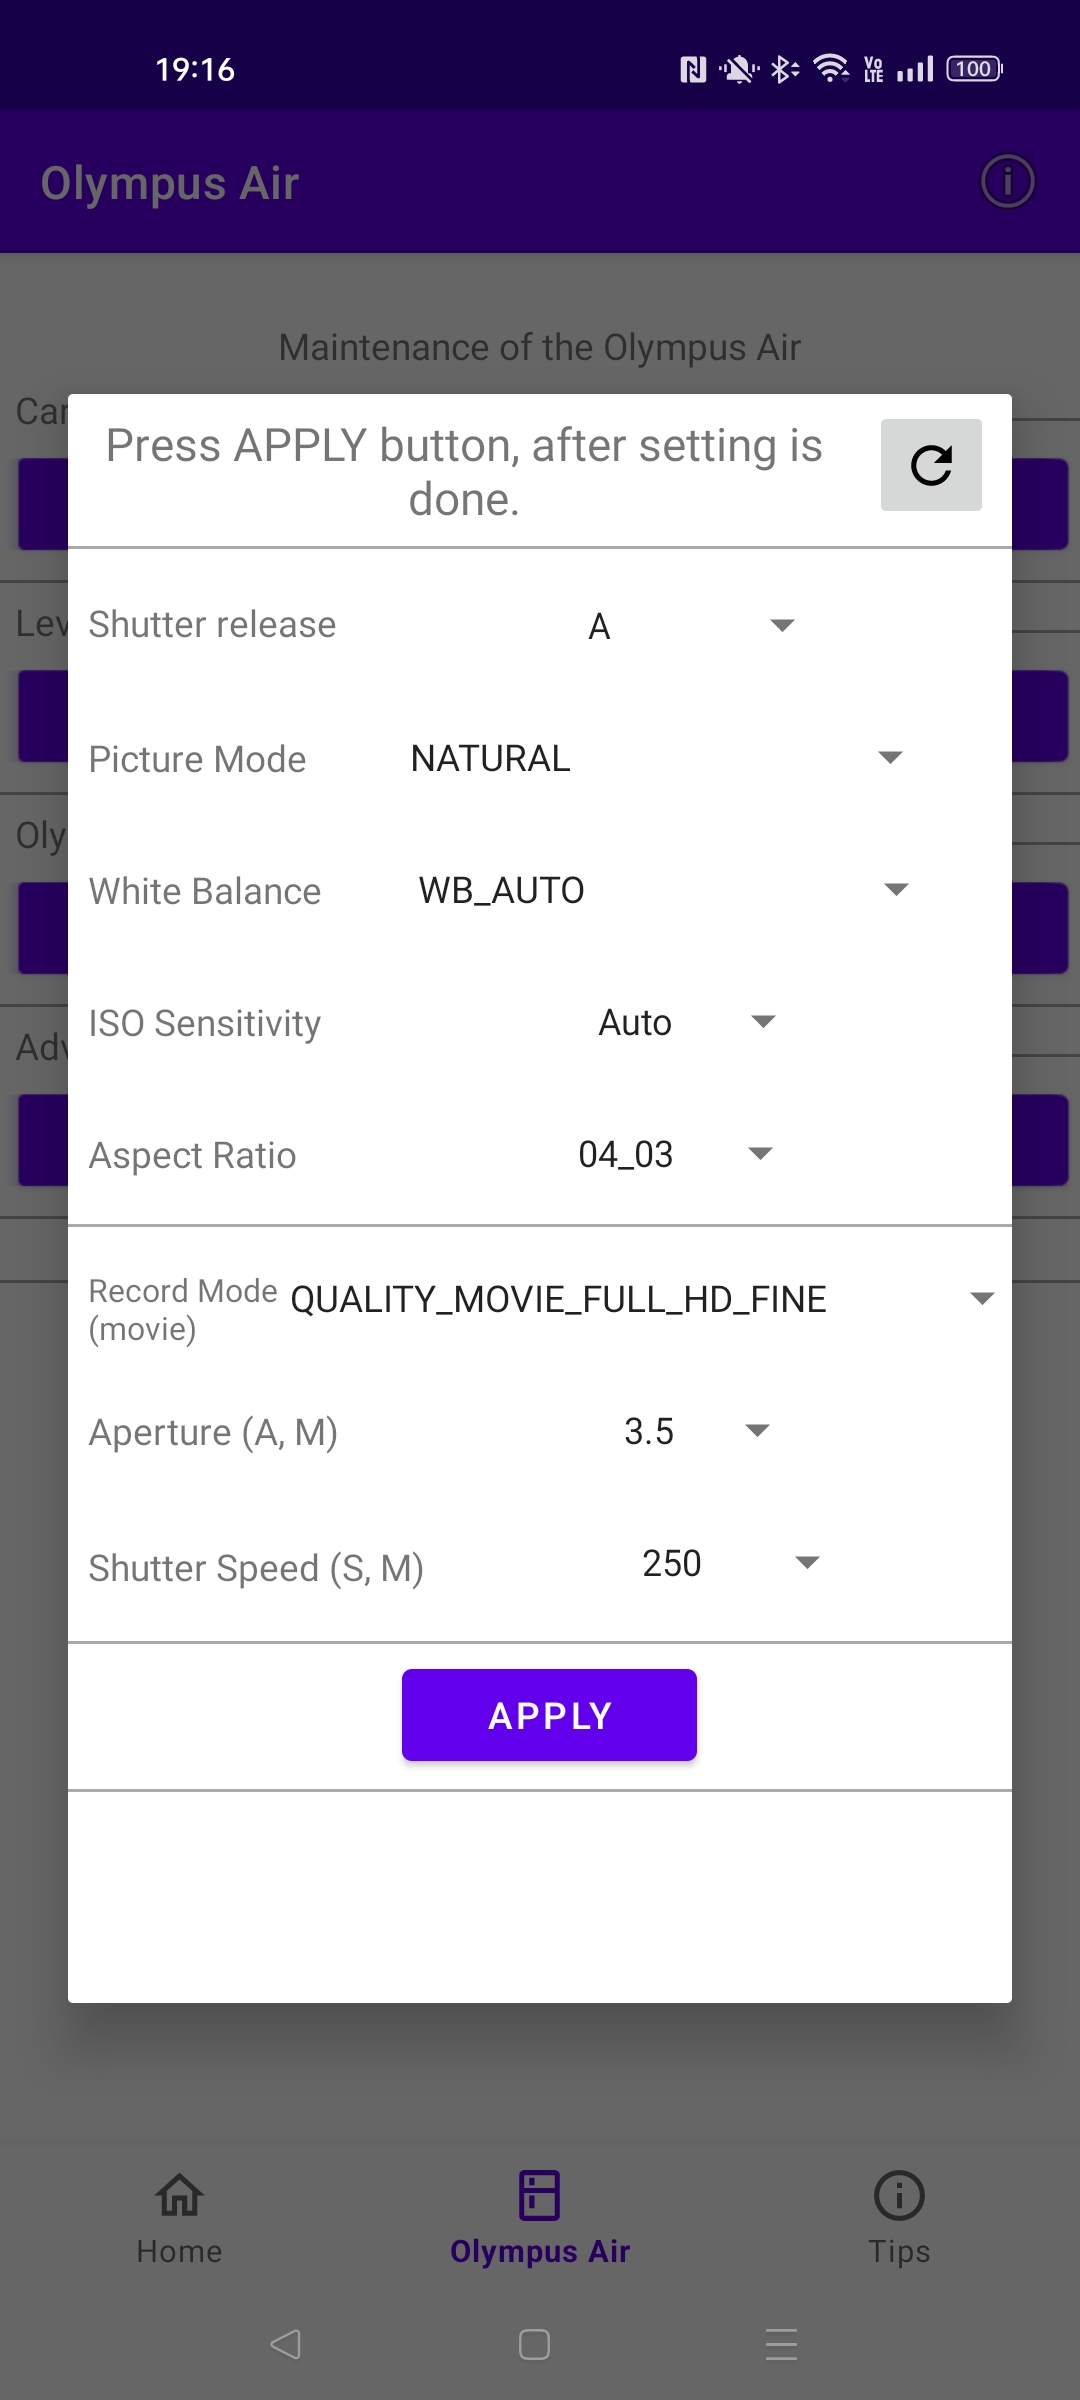 19:16
Vo
LTE
100
Olympus Air
Maintenance of the Olympus Air
Car
Press APPLY button, after setting is
done.
Lev
Shutter release A
Picture Mode NATURAL
Oly
White Balance WB_AUTO
ISO Sensitivity Auto
Adv
Aspect Ratio 04_03
Record Mode
(movie)
QUALITY_MOVIE_FULL_HD_FINE
Aperture (A, M) 3.5
Shutter Speed (S, M) 250
APPLY
Home Olympus Air Tips